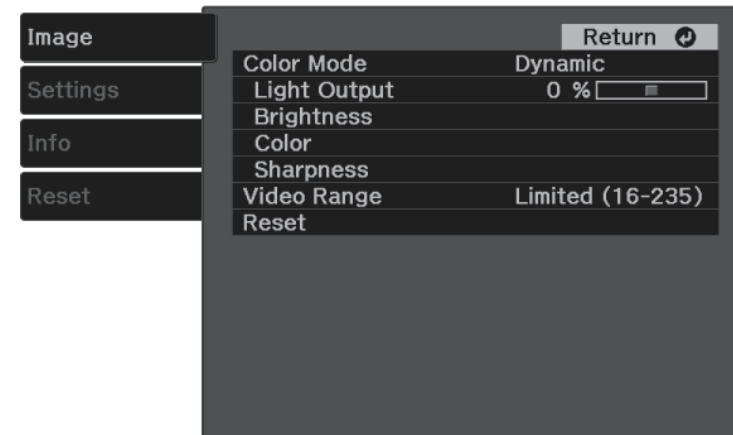 Image
Settings
Info
Reset
Return
Color Mode Dynamic
Light Output 0 %
Brightness
Color
Sharpness
Video Range Limited (16-235)
Reset